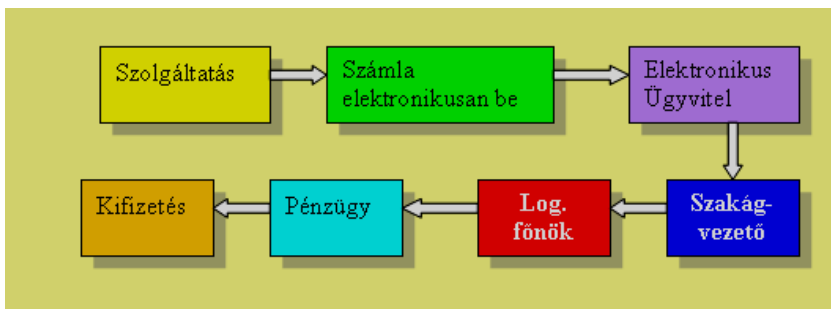 Szolgáltatás
Számla
elektronikusan be
Elektronikus
Ügyvitel
Szakág-
vezető
Log.
főnök
Pénzügy
Kifizetés